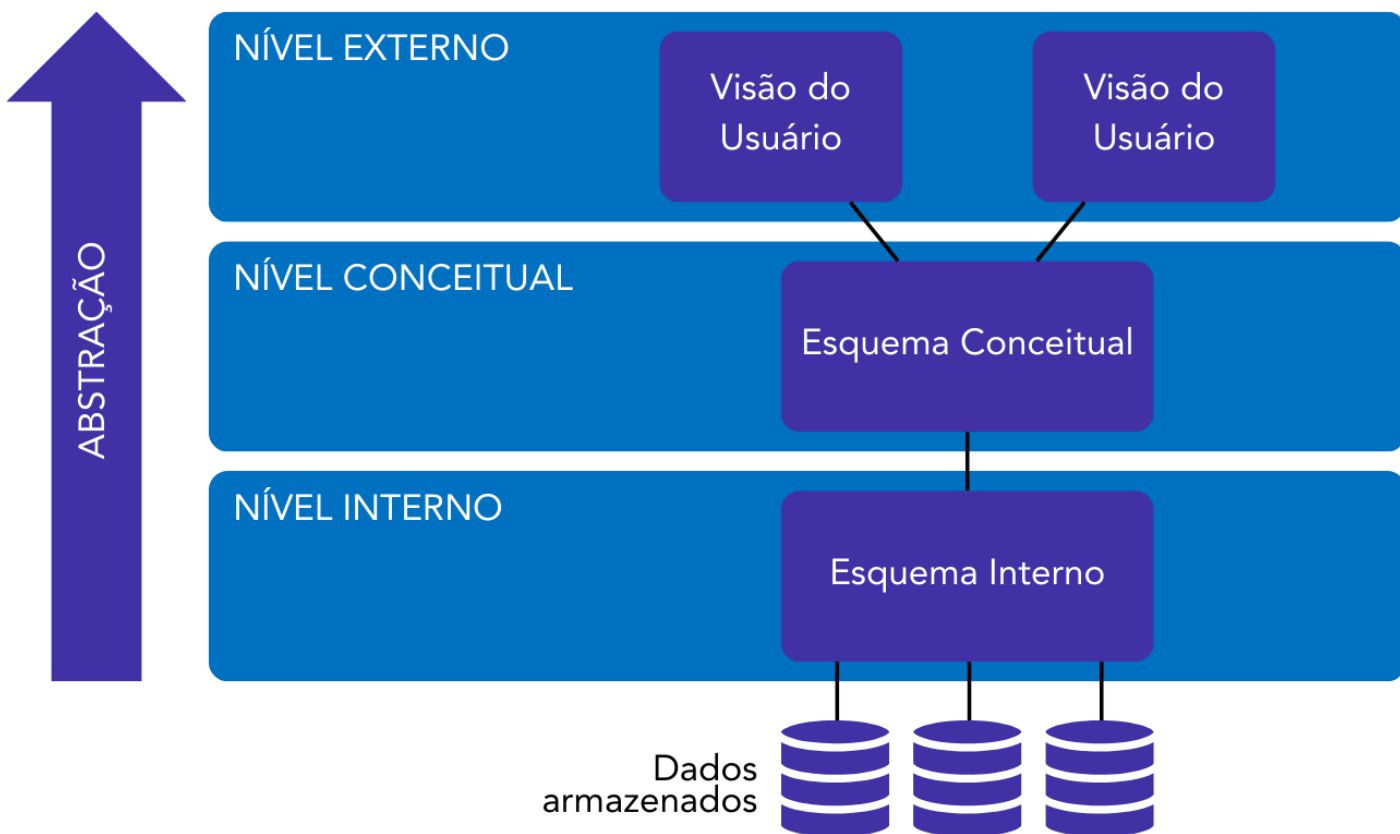 NÍVEL EXTERNO
Visão do
Usuário
Visão do
Usuário
ABSTRAÇÃO
NÍVEL CONCEITUAL
Esquema Conceitual
NÍVEL INTERNO
Esquema Interno
Dados
armazenados